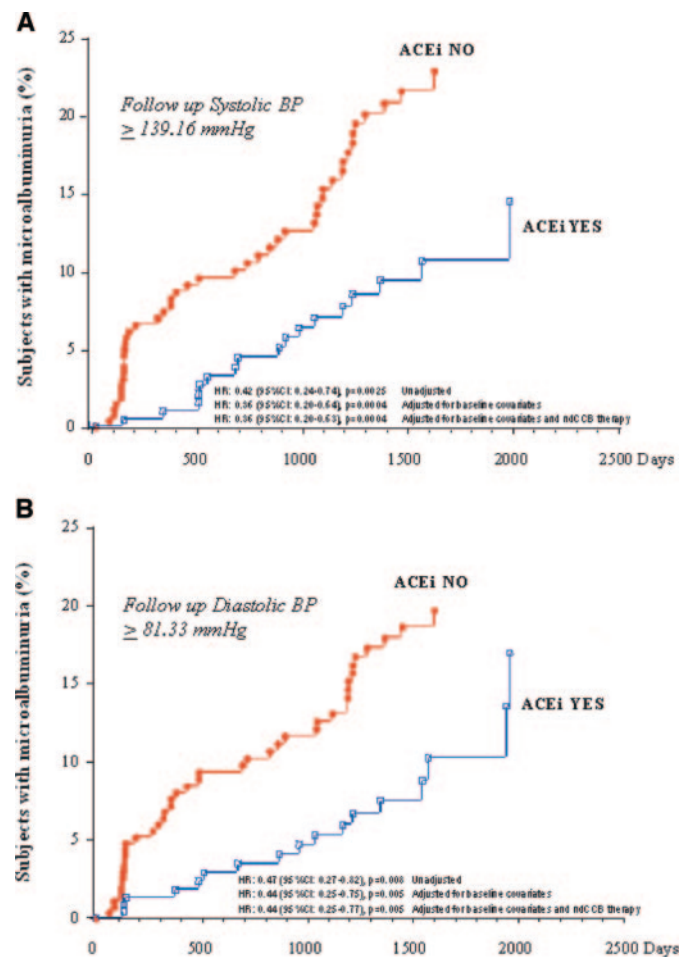 A
25
20
15
10
5
0
Subjects with microalbuminuria (%)
ACEi NO
Follow up Systolic BP
≥ 139.16 mmHg
ACEi YES
HR: 0.42 (95%CI: 0.24-0.74), p=0.0025 Unadjusted
HR: 0.36 (95%CI: 0.20-0.64), p=0.0004 Adjusted for baseline covariates
HR: 0.36 (95%CI: 0.20-0.63), p=0.0004 Adjusted for baseline covariates and ndCCB therapy
0 500 1000 1500 2000 2500 Days
B
25
20
15
10
5
0
Subjects with microalbuminuria (%)
ACEi NO
Follow up Diastolic BP
≥ 81.33 mmHg
ACEi YES
HR: 0.47 (95%CI: 0.27-0.82), p=0.008 Unadjusted
HR: 0.44 (95%CI: 0.25-0.75), p=0.005 Adjusted for baseline covariates
HR: 0.44 (95%CI: 0.25-0.77), p=0.005 Adjusted for baseline covariates and ndCCB therapy
0 500 1000 1500 2000 2500 Days